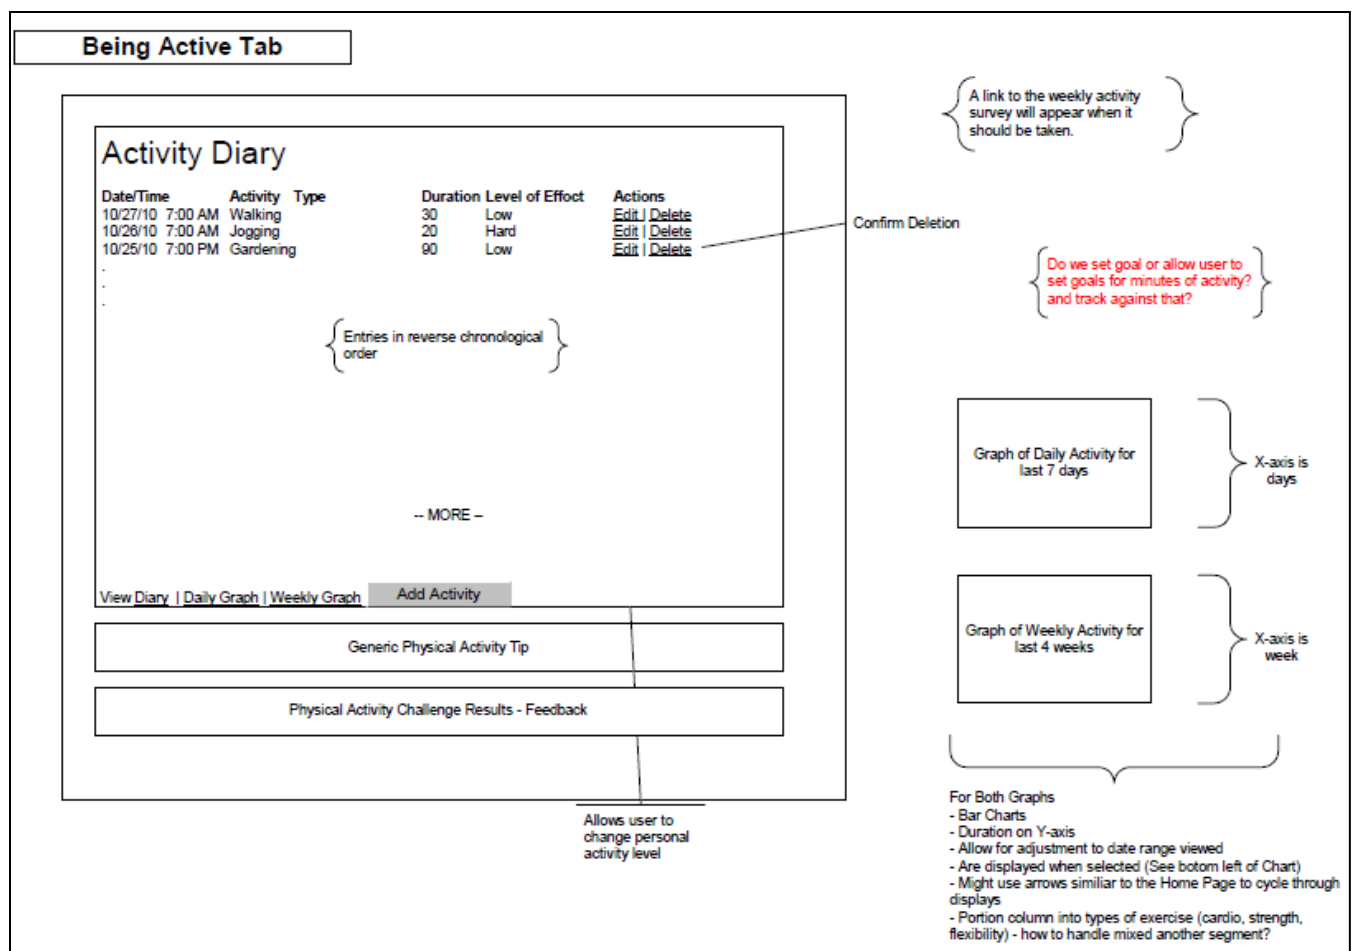 Being Active Tab
A link to the weekly activity
survey will appear when it
should be taken.
Activity Diary
Date/Time Activity Type Duration Level of Effoct Actions
10/27/10 7:00 AM Walking 30 Low Edit | Delete
10/26/10 7:00 AM Jogging 20 Hard Edit | Delete
10/25/10 7:00 PM Gardening 90 Low Edit | Delete
.
.
.
Confirm Deletion
Do we set goal or allow user to
set goals for minutes of activity?
and track against that?
Entries in reverse chronological
order
Graph of Daily Activity for
last 7 days
X-axis is
days
-- MORE –
View Diary | Daily Graph | Weekly Graph Add Activity
Graph of Weekly Activity for
last 4 weeks
X-axis is
week
Generic Physical Activity Tip
Physical Activity Challenge Results - Feedback
Allows user to
change personal
activity level
For Both Graphs
- Bar Charts
- Duration on Y-axis
- Allow for adjustment to date range viewed
- Are displayed when selected (See botom left of Chart)
- Might use arrows similiar to the Home Page to cycle through
displays
- Portion column into types of exercise (cardio, strength,
flexibility) - how to handle mixed another segment?